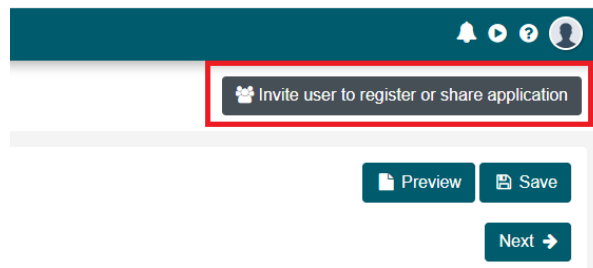 Invite user to register or share application
Preview Save
Next